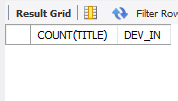 Result Grid Filter Row
COUNT(TITLE) DEV_IN